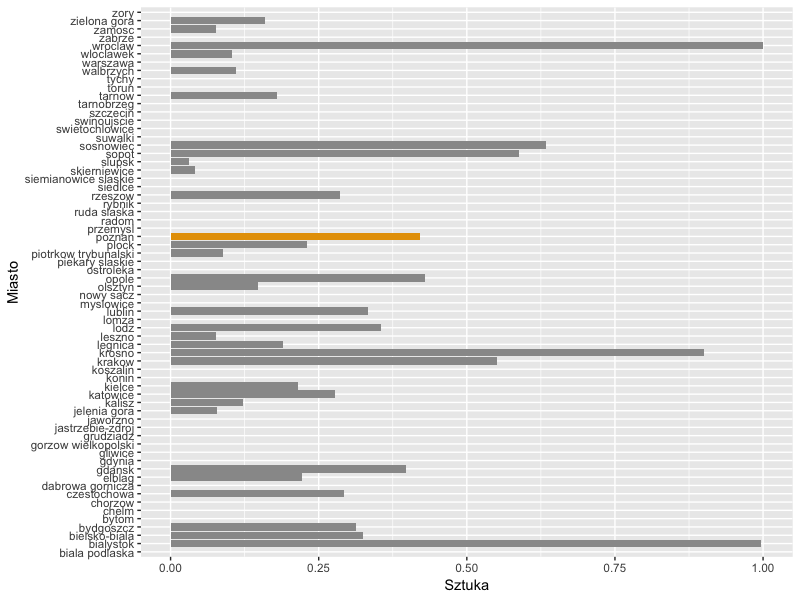 zory
zielona gora
zamosc
zabrze
wroclaw
wloclawek
warszawa
walbrzych
tychy
torun
tarnow
tarnobrzeg
szczecin
swinoujscie
swietochlowice
suwalki
sosnowiec
sopot
slupsk
skierniewice
siemianowice slaskie
siedlce
rzeszow
rybnik
ruda slaska
radom
przemysl
poznan
plock
piotrkow trybunalski
piekary slaskie
ostroleka
opole
olsztyn
nowy sacz
myslowice
lublin
lomza
lodz
leszno
legnica
krosno
krakow
koszalin
konin
kielce
katowice
kalisz
jelenia gora
jaworzno
jastrzebie-zdroj
grudziadz
gorzow wielkopolski
gliwice
gdynia
gdansk
elblag
dabrowa gornicza
czestochowa
chorzow
chelm
bytom
bydgoszcz
bielsko-biala
bialystok
biala podlaska
Miasto
0.00 0.25 0.50 0.75 1.00
Sztuka